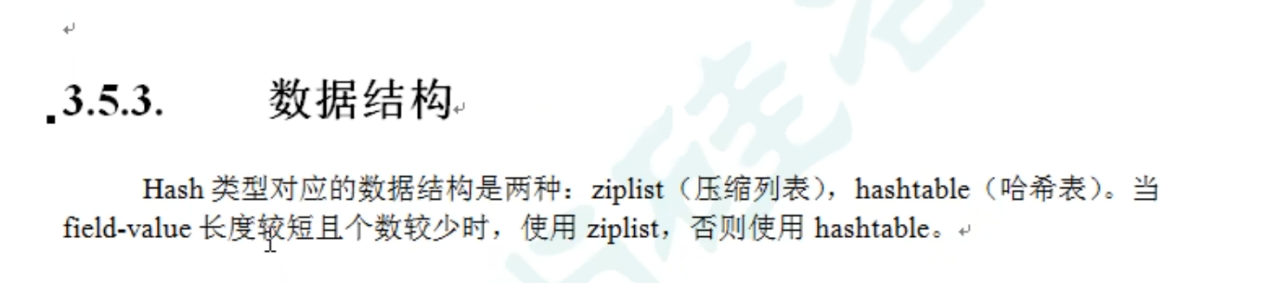 3.5.3. 数据结构
Hash 类型对应的数据结构是两种：ziplist（压缩列表），hashtable（哈希表）。当
field-value 长度较短且个数较少时，使用 ziplist，否则使用 hashtable。